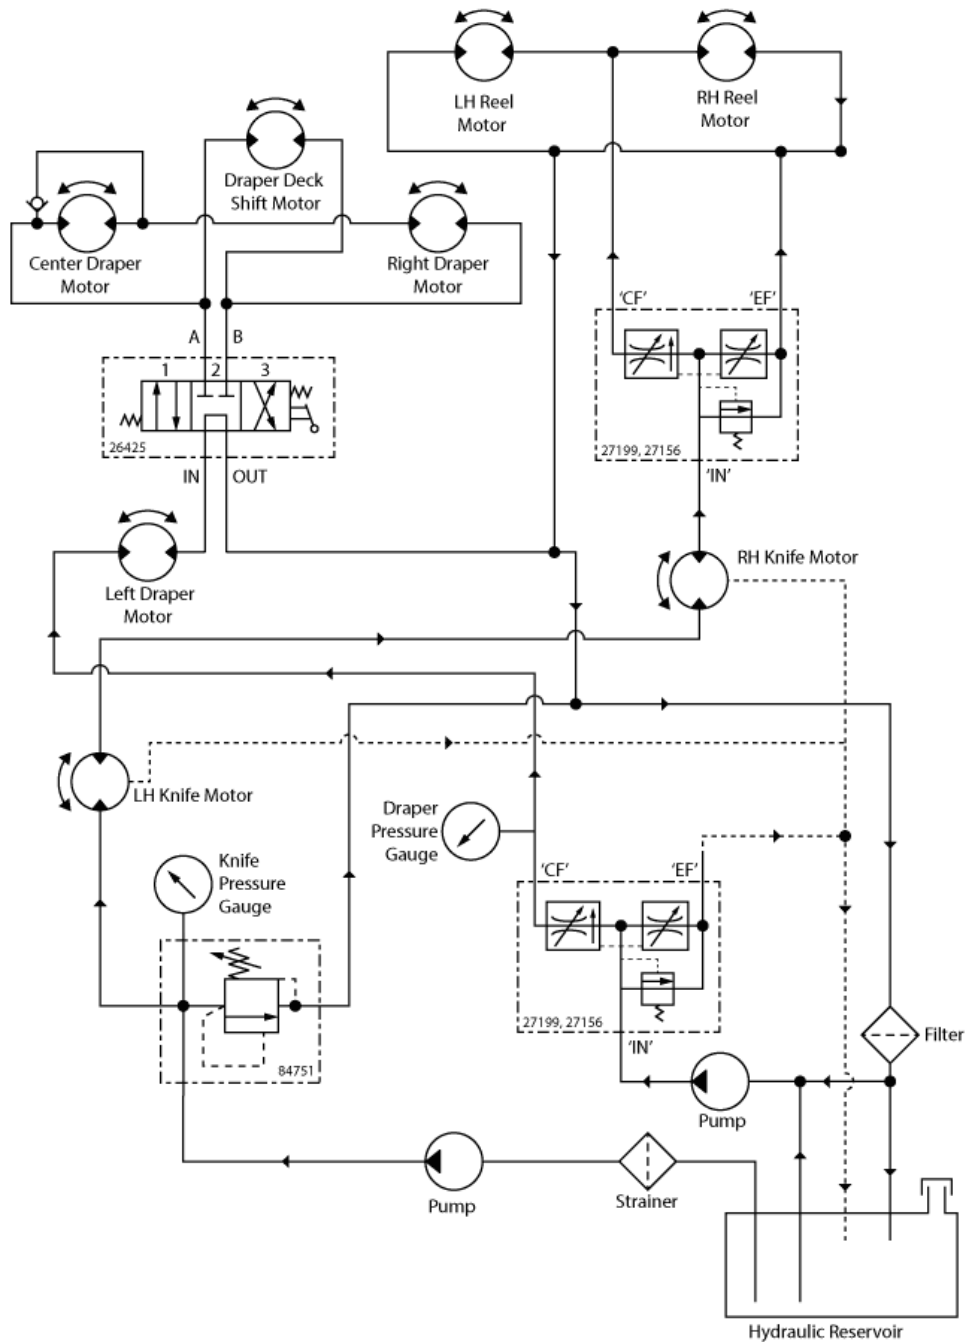 LH Reel
Motor
RH Reel
Motor
Draper Deck
Shift Motor
Center Draper
Motor
Right Draper
Motor
'CF'
'EF'
A
B
1
2
3
26425
27199, 27156
IN
OUT
'IN'
Left Draper
Motor
RH Knife Motor
LH Knife Motor
Draper
Pressure
Gauge
Knife
Pressure
Gauge
'CF'
'EF'
27199, 27156
'IN'
84751
Filter
Pump
Pump
Strainer
Hydraulic Reservoir